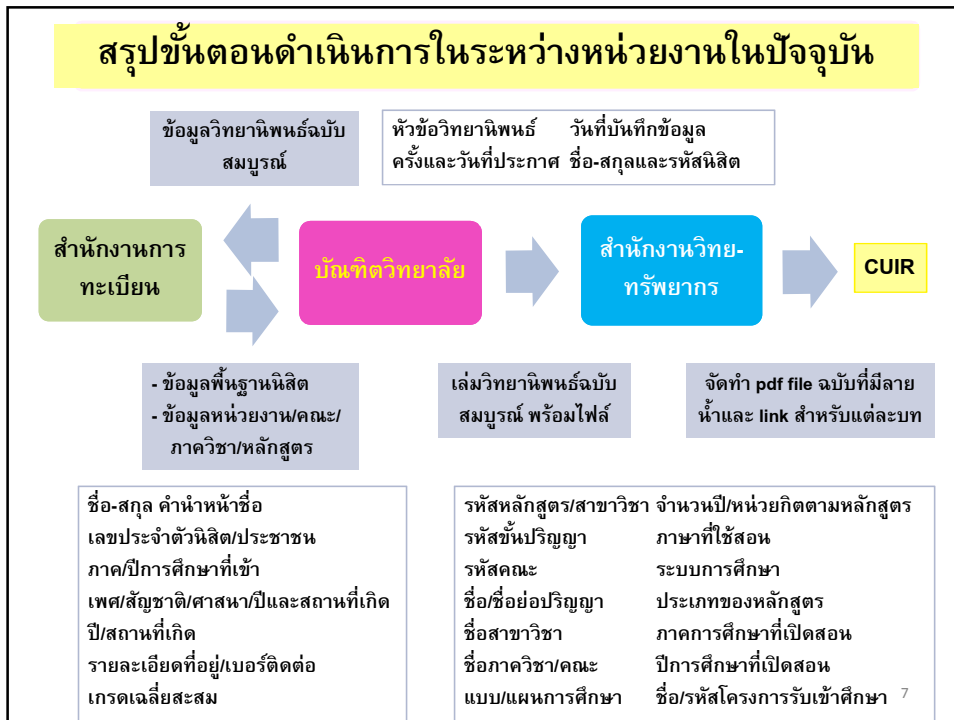 สรุปขั้นตอนดำเนินการในระหว่างหน่วยงานในปัจจุบัน
ข้อมูลวิทยานิพนธ์ฉบับ
สมบูรณ์
หัวข้อวิทยานิพนธ์ วันที่บันทึกข้อมูล
ครั้งและวันที่ประกาศ ชื่อ-สกุลและรหัสนิสิต
สำนักงานการ
ทะเบียน
บัณฑิตวิทยาลัย
สำนักงานวิทย-
ทรัพยากร
CUIR
- ข้อมูลพื้นฐานนิสิต
- ข้อมูลหน่วยงาน/คณะ/
ภาควิชา/หลักสูตร
เล่มวิทยานิพนธ์ฉบับ
สมบูรณ์ พร้อมไฟล์
จัดทำ pdf file ฉบับที่มีลาย
น้ำและ link สำหรับแต่ละบท
ชื่อ-สกุล คำนำหน้าชื่อ
เลขประจำตัวนิสิต/ประชาชน
ภาค/ปีการศึกษาที่เข้า
เพศ/สัญชาติ/ศาสนา/ปีและสถานที่เกิด
ปี/สถานที่เกิด
รายละเอียดที่อยู่/เบอร์ติดต่อ
เกรดเฉลี่ยสะสม
รหัสหลักสูตร/สาขาวิชา จำนวนปี/หน่วยกิตตามหลักสูตร
รหัสขั้นปริญญา ภาษาที่ใช้สอน
รหัสคณะ ระบบการศึกษา
ชื่อ/ชื่อย่อปริญญา ประเภทของหลักสูตร
ชื่อสาขาวิชา ภาคการศึกษาที่เปิดสอน
ชื่อภาควิชา/คณะ ปีการศึกษาที่เปิดสอน
แบบ/แผนการศึกษา ชื่อ/รหัสโครงการรับเข้าศึกษา
7